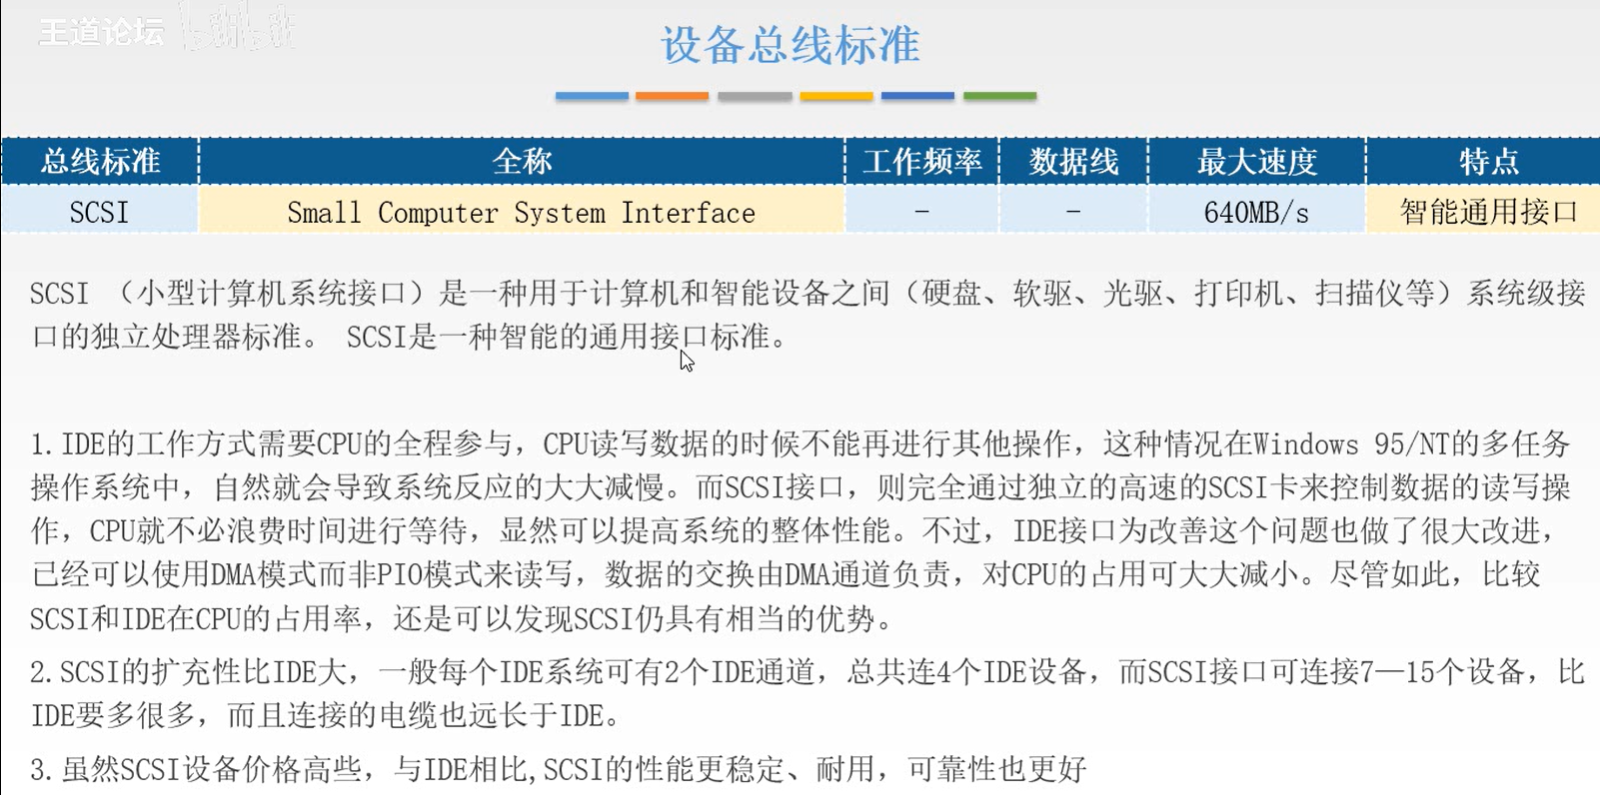 王道论坛 bilibili
设备总线标准
总线标准 全称 工作频率 数据线 最大速度 特点
SCSI Small Computer System Interface - - 640MB/s 智能通用接口
SCSI （小型计算机系统接口）是一种用于计算机和智能设备之间（硬盘、软驱、光驱、打印机、扫描仪等）系统级接
口的独立处理器标准。 SCSI是一种智能的通用接口标准。
1.IDE的工作方式需要CPU的全程参与，CPU读写数据的时候不能再进行其他操作，这种情况在Windows 95/NT的多任务
操作系统中，自然就会导致系统反应的大大减慢。而SCSI接口，则完全通过独立的高速的SCSI卡来控制数据的读写操
作，CPU就不必浪费时间进行等待，显然可以提高系统的整体性能。不过，IDE接口为改善这个问题也做了很大改进，
已经可以使用DMA模式而非PIO模式来读写，数据的交换由DMA通道负责，对CPU的占用可大大减小。尽管如此，比较
SCSI和IDE在CPU的占用率，还是可以发现SCSI仍具有相当的优势。
2.SCSI的扩充性比IDE大，一般每个IDE系统可有2个IDE通道，总共连4个IDE设备，而SCSI接口可连接7—15个设备，比
IDE要多很多，而且连接的电缆也远长于IDE。
3.虽然SCSI设备价格高些，与IDE相比,SCSI的性能更稳定、耐用，可靠性也更好